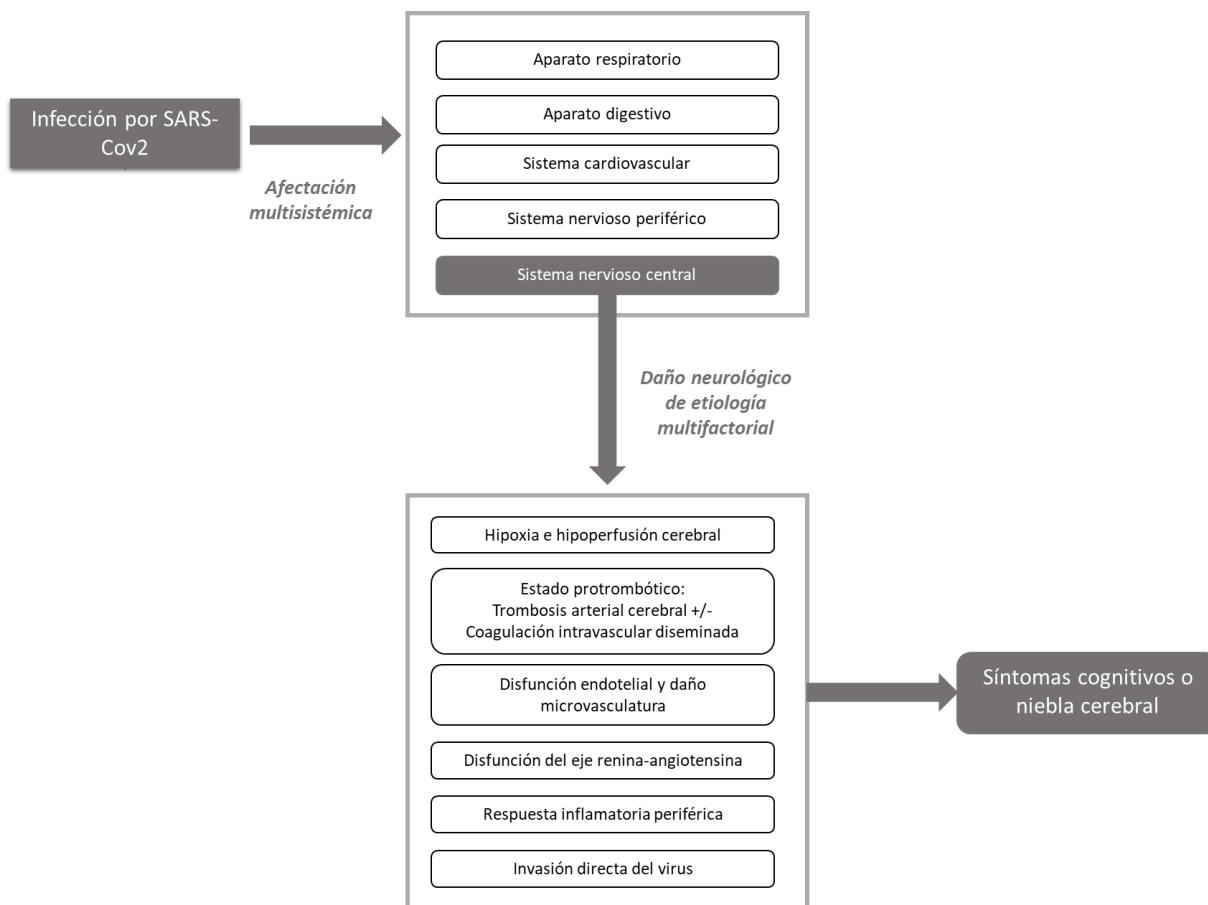 Infección por SARS-
Cov2
Afectación
multisistémica
Aparato respiratorio
Aparato digestivo
Sistema cardiovascular
Sistema nervioso periférico
Sistema nervioso central
Daño neurológico
de etiología
multifactorial
Hipoxia e hipoperfusión cerebral
Estado protrombótico:
Trombosis arterial cerebral +/-
Coagulación intravascular diseminada
Disfunción endotelial y daño
microvasculatura
Disfunción del eje renina-angiotensina
Respuesta inflamatoria periférica
Invasión directa del virus
Síntomas cognitivos o
niebla cerebral